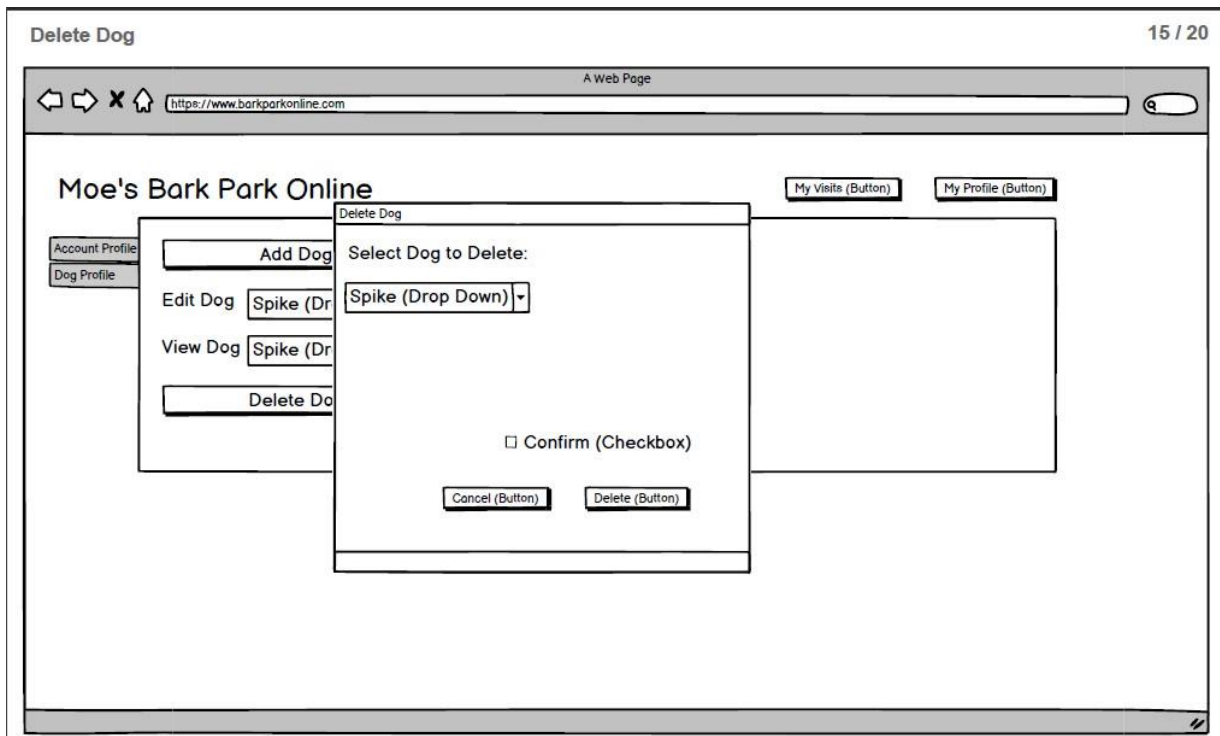 Delete Dog
15 / 20
A Web Page
https://www.barkparkonline.com
Moe's Bark Park Online
My Visits (Button)
My Profile (Button)
Delete Dog
Account Profile
Dog Profile
Add Dog
Edit Dog
Spike (Dr
View Dog
Spike (Dr
Delete Do
Select Dog to Delete:
Spike (Drop Down)
Confirm (Checkbox)
Cancel (Button)
Delete (Button)